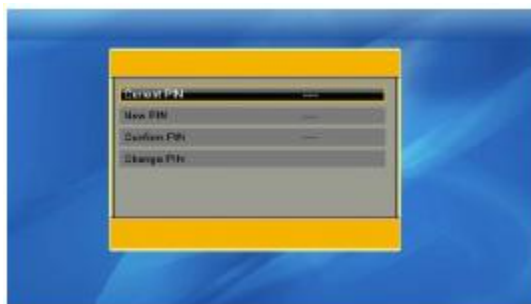 Current PIN ----
New PIN ----
Confirm PIN ----
Change PIN